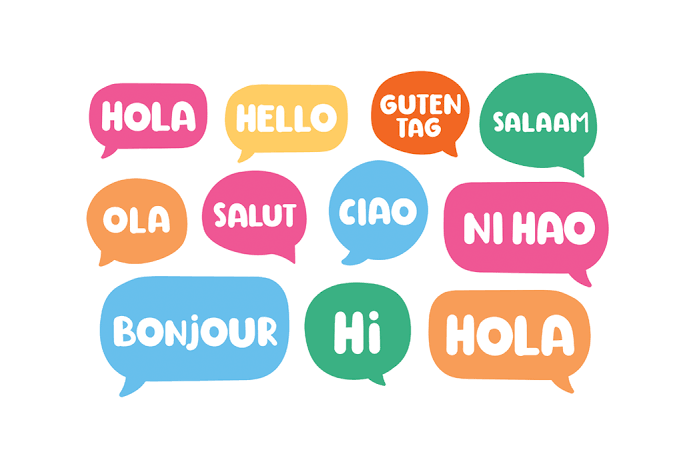 HOLA
HELLO
GUTEN
TAG
SALAAM
OLA
SALUT
CIAO
NI HAO
BONjOUR
Hi
HOLA